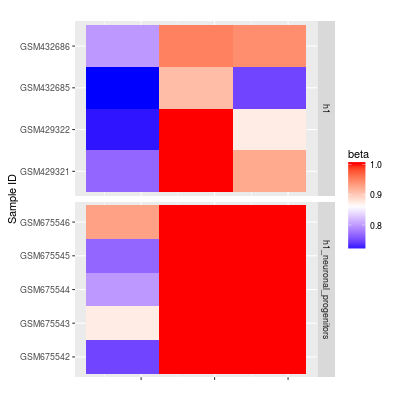 GSM432686
GSM432685
GSM429322
GSM429321
h1
Sample ID
GSM675546
GSM675545
GSM675544
GSM675543
GSM675542
h1_neuronal_progenitors
beta
1.0
0.9
0.8